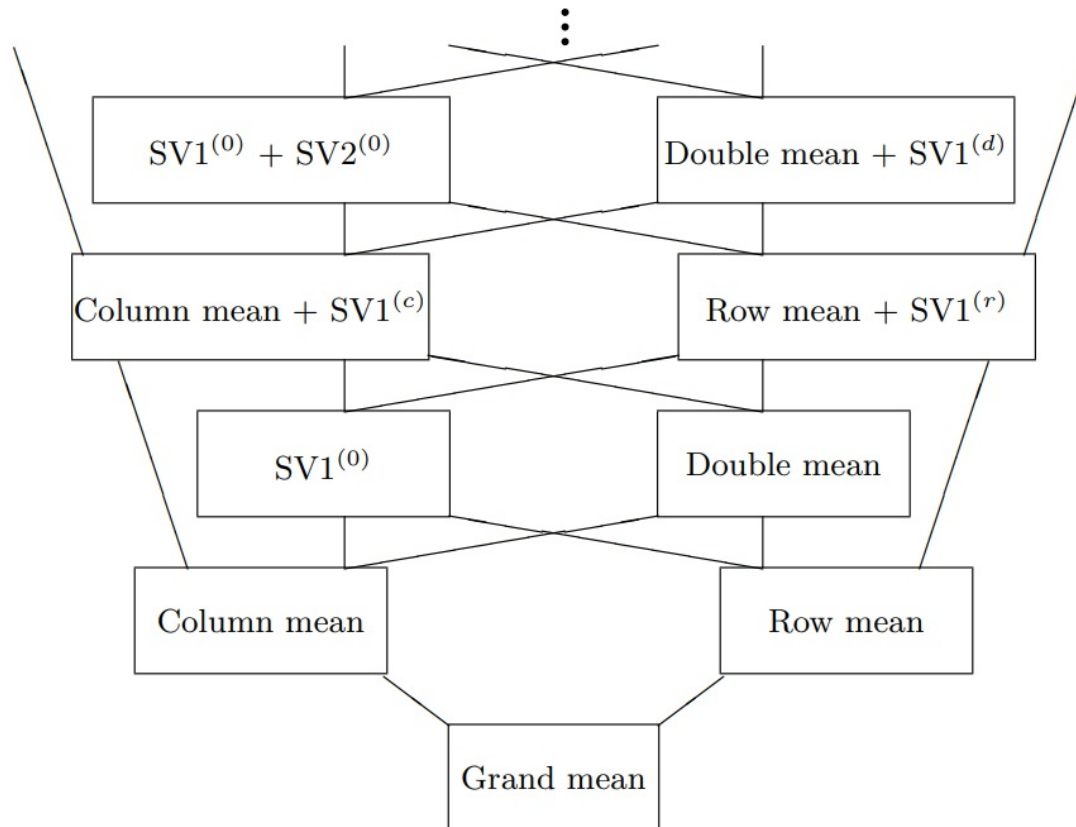 ⋮
SV1^(0) + SV2^(0)
Double mean + SV1^(d)
Column mean + SV1^(c)
Row mean + SV1^(r)
SV1^(0)
Double mean
Column mean
Row mean
Grand mean